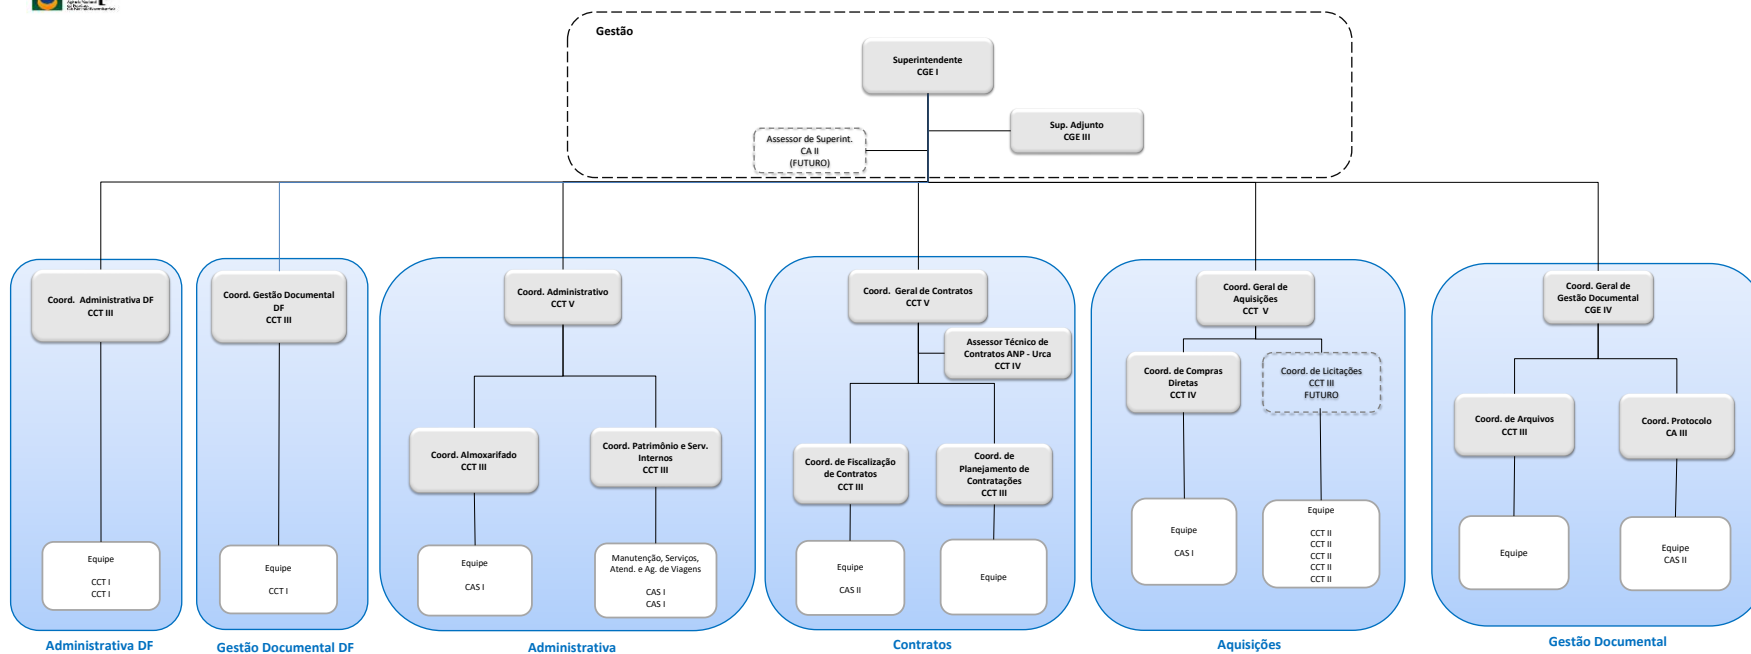 Gestão
Superintendente
CGE I
Sup. Adjunto
CGE III
Assessor de Superint.
CA II
(FUTURO)
Coord. Administrativa DF
CCT III
Equipe
CCT I
CCT I
Administrativa DF
Coord. Gestão Documental
DF
CCT III
Equipe
CCT I
Gestão Documental DF
Coord. Administrativo
CCT V
Coord. Almoxarifado
CCT III
Coord. Patrimônio e Serv.
Internos
CCT III
Equipe
CAS I
Manutenção, Serviços,
Atend. e Ag. de Viagens
CAS I
CAS I
Administrativa
Coord. Geral de Contratos
CCT V
Assessor Técnico de
Contratos ANP - Urca
CCT IV
Coord. de Fiscalização
de Contratos
CCT III
Coord. de
Planejamento de
Contratações
CCT III
Equipe
CAS II
Equipe
Contratos
Coord. Geral de
Aquisições
CCT V
Coord. de Compras
Diretas
CCT IV
Coord. de Licitações
CCT III
FUTURO
Equipe
CAS I
Equipe
CCT II
CCT II
CCT II
CCT II
CCT II
Aquisições
Coord. Geral de
Gestão Documental
CGE IV
Coord. de Arquivos
CCT III
Coord. Protocolo
CA III
Equipe
Equipe
CAS II
Gestão Documental